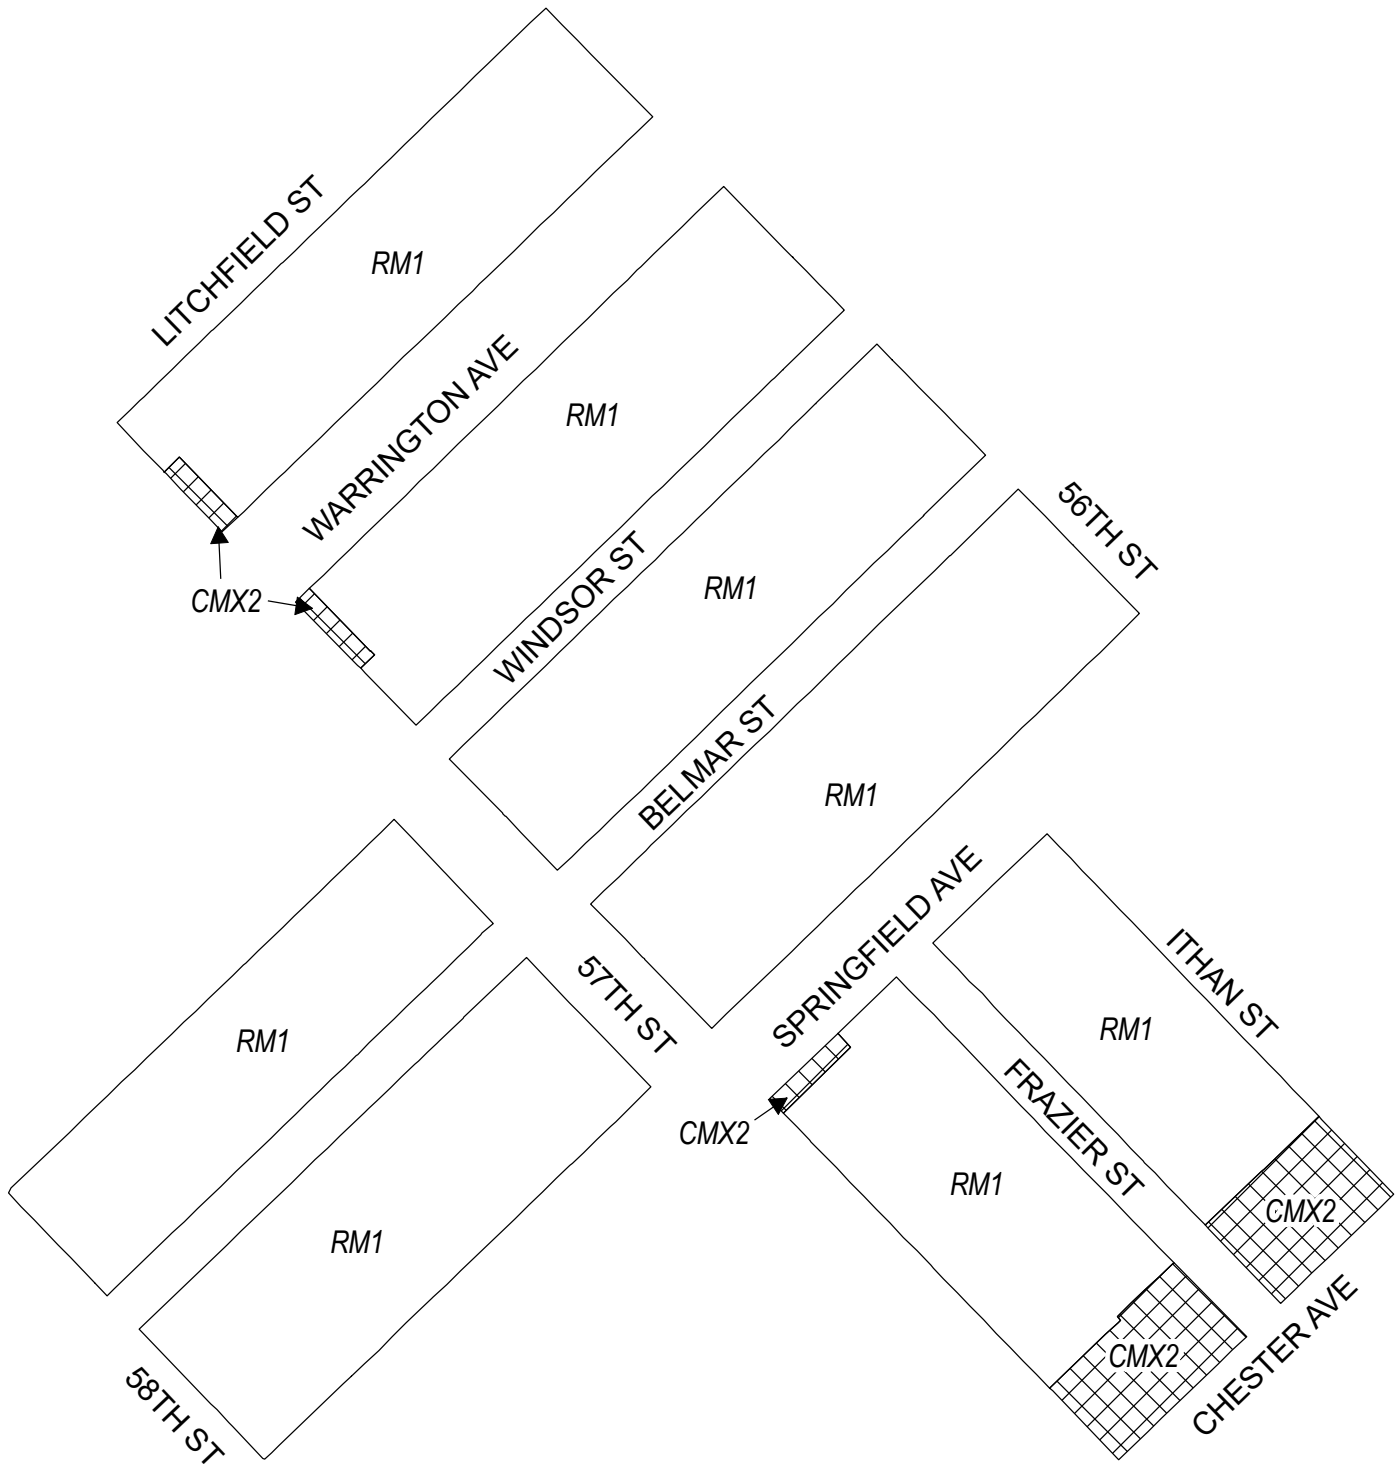 LITCHFIELD ST
RM1
WARRINGTON AVE
RM1
CMX2
WINDSOR ST
RM1
56TH ST
BELMAR ST
RM1
SPRINGFIELD AVE
57TH ST
RM1
ITHAN ST
RM1
FRAZIER ST
CMX2
RM1
RM1
CMX2
CMX2
CHESTER AVE
58TH ST